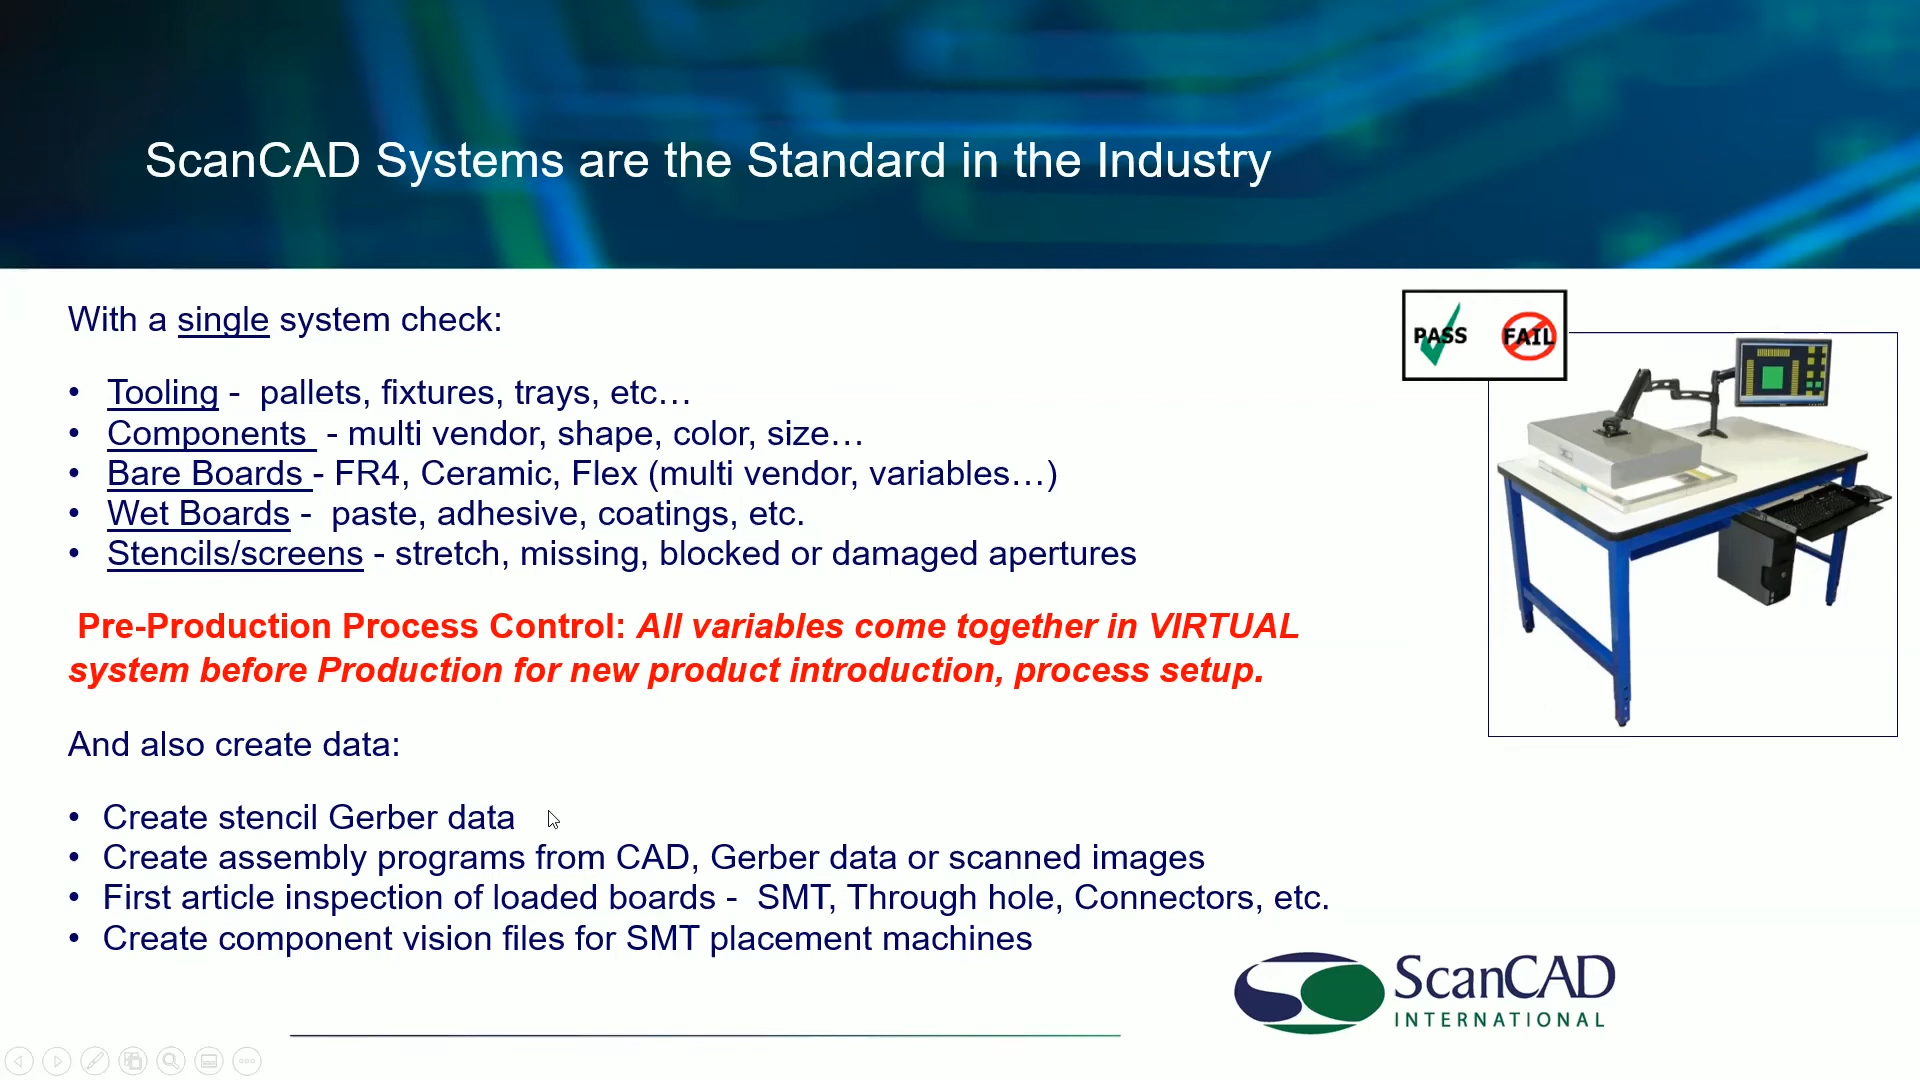 ScanCAD Systems are the Standard in the Industry
With a single system check:
PASS FAIL
• Tooling - pallets, fixtures, trays, etc…
• Components - multi vendor, shape, color, size…
• Bare Boards - FR4, Ceramic, Flex (multi vendor, variables…)
• Wet Boards - paste, adhesive, coatings, etc.
• Stencils/screens - stretch, missing, blocked or damaged apertures
Pre-Production Process Control: All variables come together in VIRTUAL
system before Production for new product introduction, process setup.
And also create data:
• Create stencil Gerber data
• Create assembly programs from CAD, Gerber data or scanned images
• First article inspection of loaded boards - SMT, Through hole, Connectors, etc.
• Create component vision files for SMT placement machines
ScanCAD
INTERNATIONAL